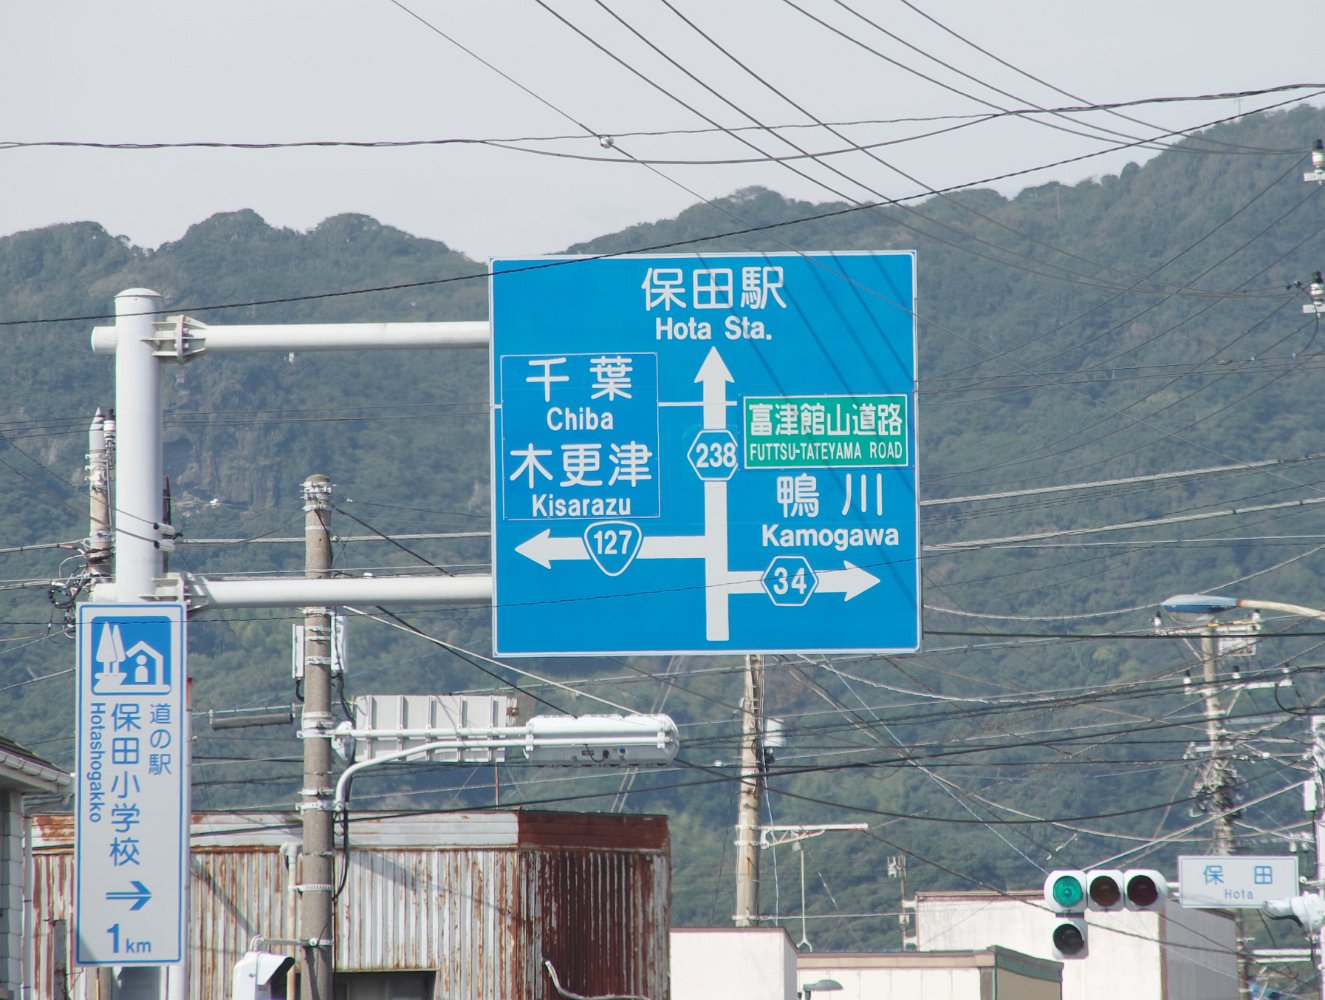 保田駅
Hota Sta.
千葉
Chiba
木更津
Kisarazu
127
238
富津館山道路
FUTTSU-TATEYAMA ROAD
鴨川
Kamogawa
34
道の駅
保田小学校
Hotashogakko
1km
保田
Hota